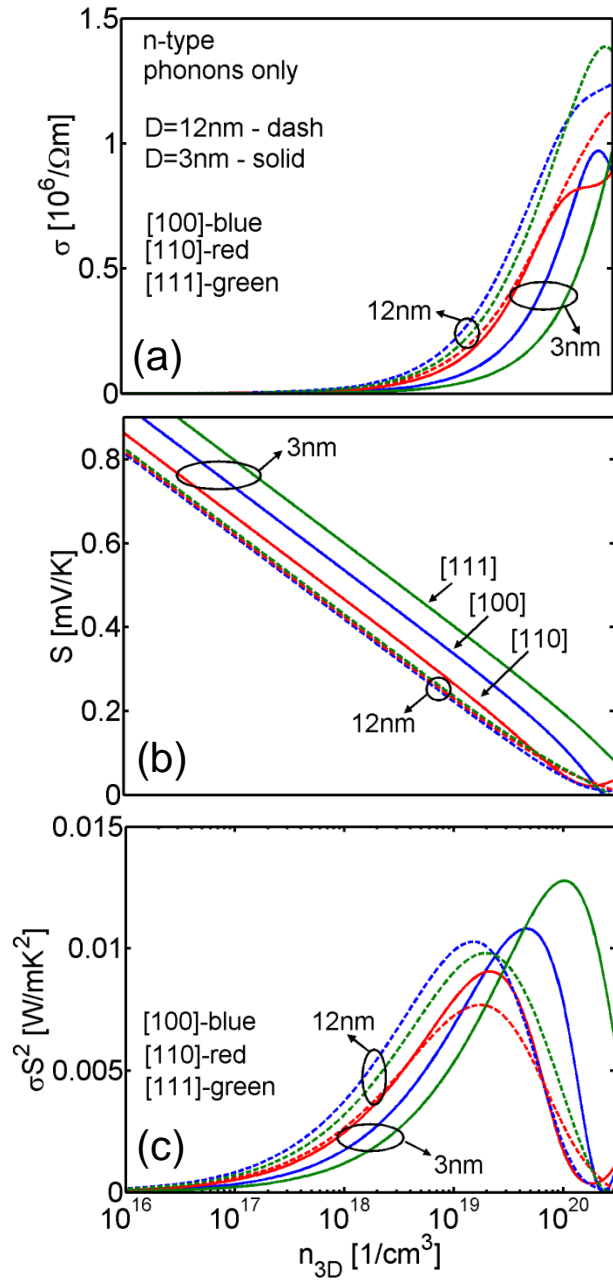 n-type
phonons only
D=12nm - dash
D=3nm - solid
[100]-blue
[110]-red
[111]-green
12nm
3nm
(a)
σ [10⁶/Ωm]
1.5
1
0.5
0
3nm
[111]
[100]
[110]
12nm
(b)
S [mV/K]
0.8
0.6
0.4
0.2
0
[100]-blue
[110]-red
[111]-green
12nm
3nm
(c)
σS² [W/mK²]
0.015
0.01
0.005
0
10¹⁶ 10¹⁷ 10¹⁸ 10¹⁹ 10²⁰
n₃D [1/cm³]